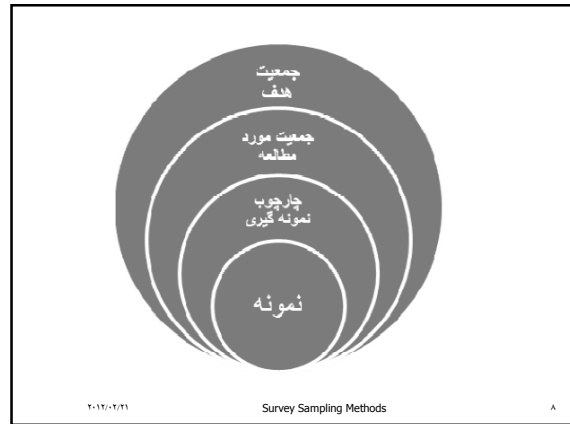 جمعیت
هدف
جمعیت مورد
مطالعه
چارچوب
نمونه گیری
نمونه
۲۰۱۲/۰۲/۲۱
Survey Sampling Methods
۸